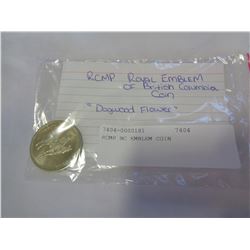 RCMP ROYAL EMBLEM
OF BRITISH COLUMBIA
COIN
"DOGWOOD FLOWER"
7404-0000181 7404
RCMP BC EMBLEM COIN